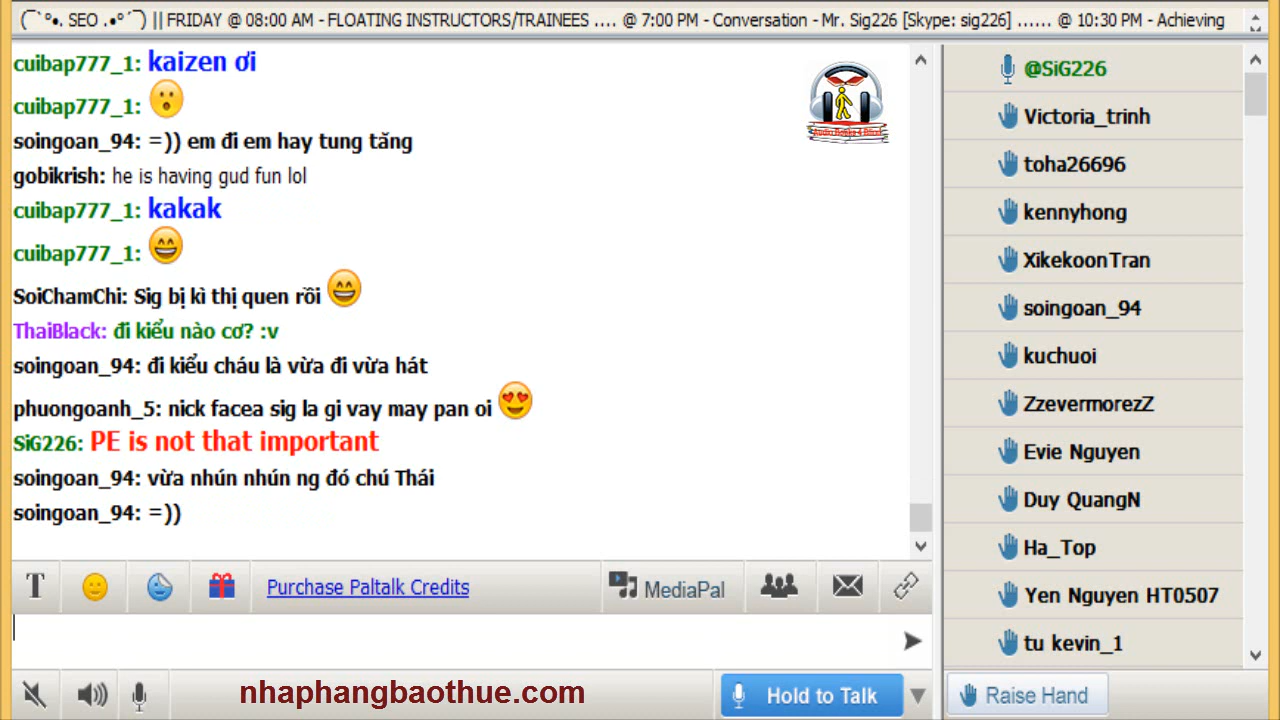 (¯`°•. SEO .•°´¯) || FRIDAY @ 08:00 AM - FLOATING INSTRUCTORS/TRAINEES .... @ 7:00 PM - Conversation - Mr. Sig226 [Skype: sig226] ...... @ 10:30 PM - Achieving
cuibap777_1: kaizen ơi
cuibap777_1:
soingoan_94: =)) em đi em hay tung tăng
gobikrish: he is having gud fun lol
cuibap777_1: kakak
cuibap777_1:
SoiChamChi: Sig bị kì thị quen rồi
ThaiBlack: đi kiểu nào cơ? :v
soingoan_94: đi kiểu cháu là vừa đi vừa hát
phuongoanh_5: nick facea sig la gi vay may pan oi
SiG226: PE is not that important
soingoan_94: vừa nhún nhún ng đó chú Thái
soingoan_94: =))
Purchase Paltalk Credits
MediaPal
nhaphangbaothue.com
Hold to Talk
@SiG226
Victoria_trinh
toha26696
kennyhong
XikekoonTran
soingoan_94
kuchuoi
ZzevermorezZ
Evie Nguyen
Duy QuangN
Ha_Top
Yen Nguyen HT0507
tu kevin_1
Raise Hand